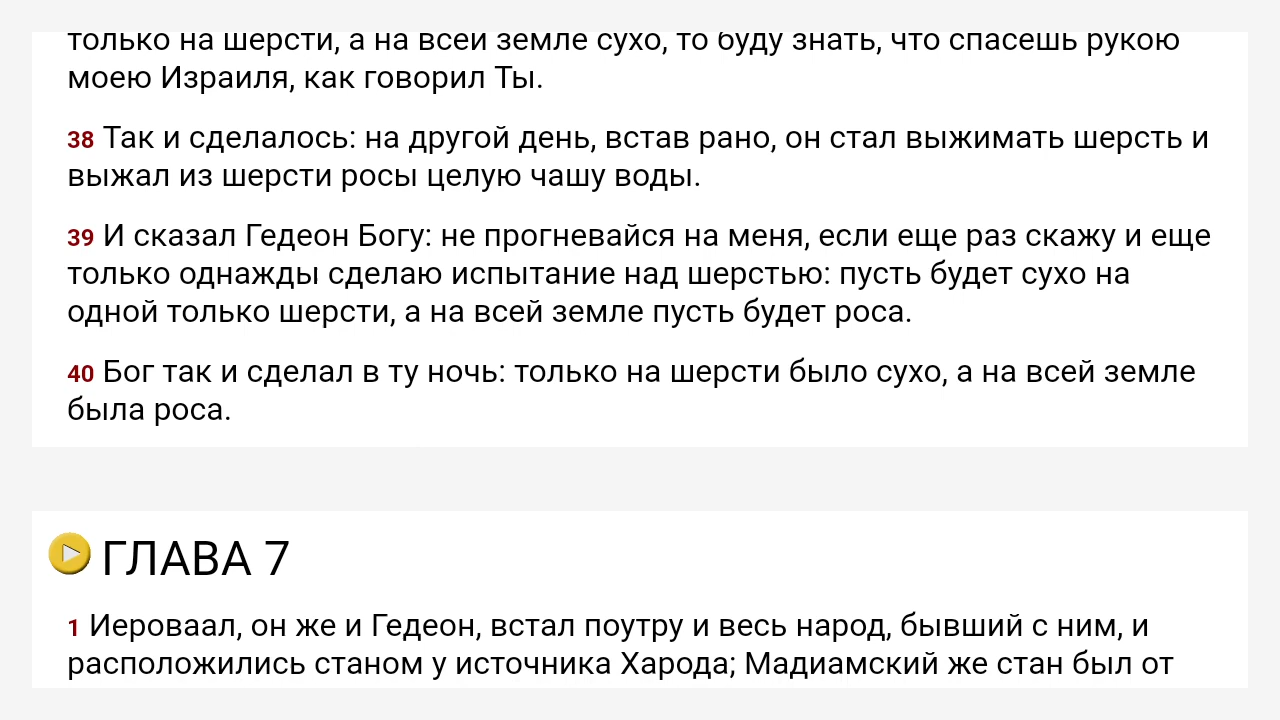 только на шерсти, а на всей земле сухо, то буду знать, что спасешь рукою
моею Израиля, как говорил Ты.
38 Так и сделалось: на другой день, встав рано, он стал выжимать шерсть и
выжал из шерсти росы целую чашу воды.
39 И сказал Гедеон Богу: не прогневайся на меня, если еще раз скажу и еще
только однажды сделаю испытание над шерстью: пусть будет сухо на
одной только шерсти, а на всей земле пусть будет роса.
40 Бог так и сделал в ту ночь: только на шерсти было сухо, а на всей земле
была роса.
ГЛАВА 7
1 Иероваал, он же и Гедеон, встал поутру и весь народ, бывший с ним, и
расположились станом у источника Харода; Мадиамский же стан был от